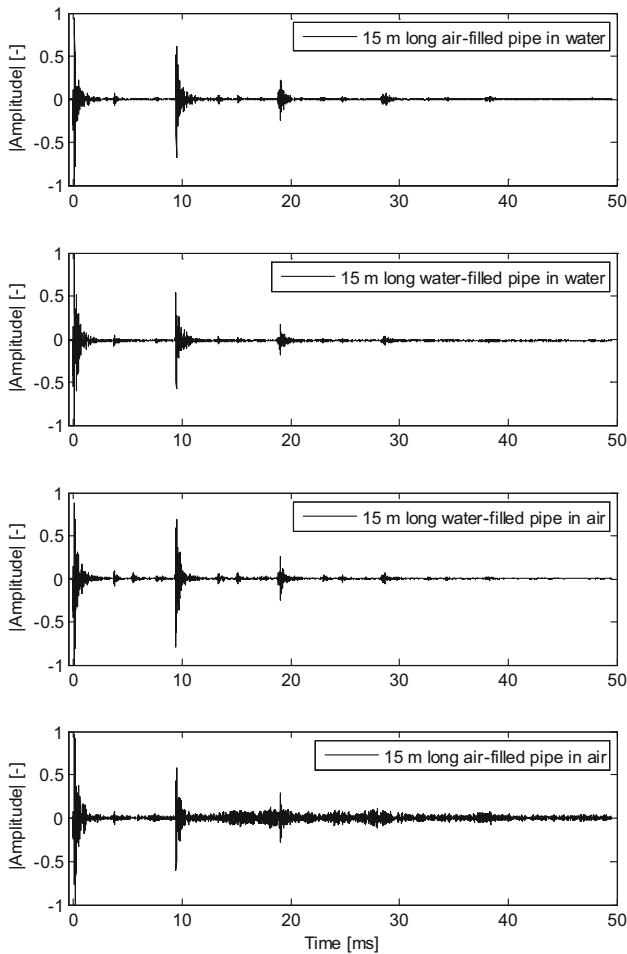 15 m long air-filled pipe in water
|Amplitude| [-]
1
0.5
0
-0.5
-1
0 10 20 30 40 50
15 m long water-filled pipe in water
|Amplitude| [-]
1
0.5
0
-0.5
-1
0 10 20 30 40 50
15 m long water-filled pipe in air
|Amplitude| [-]
1
0.5
0
-0.5
-1
0 10 20 30 40 50
15 m long air-filled pipe in air
|Amplitude| [-]
1
0.5
0
-0.5
-1
0 10 20 30 40 50
Time [ms]